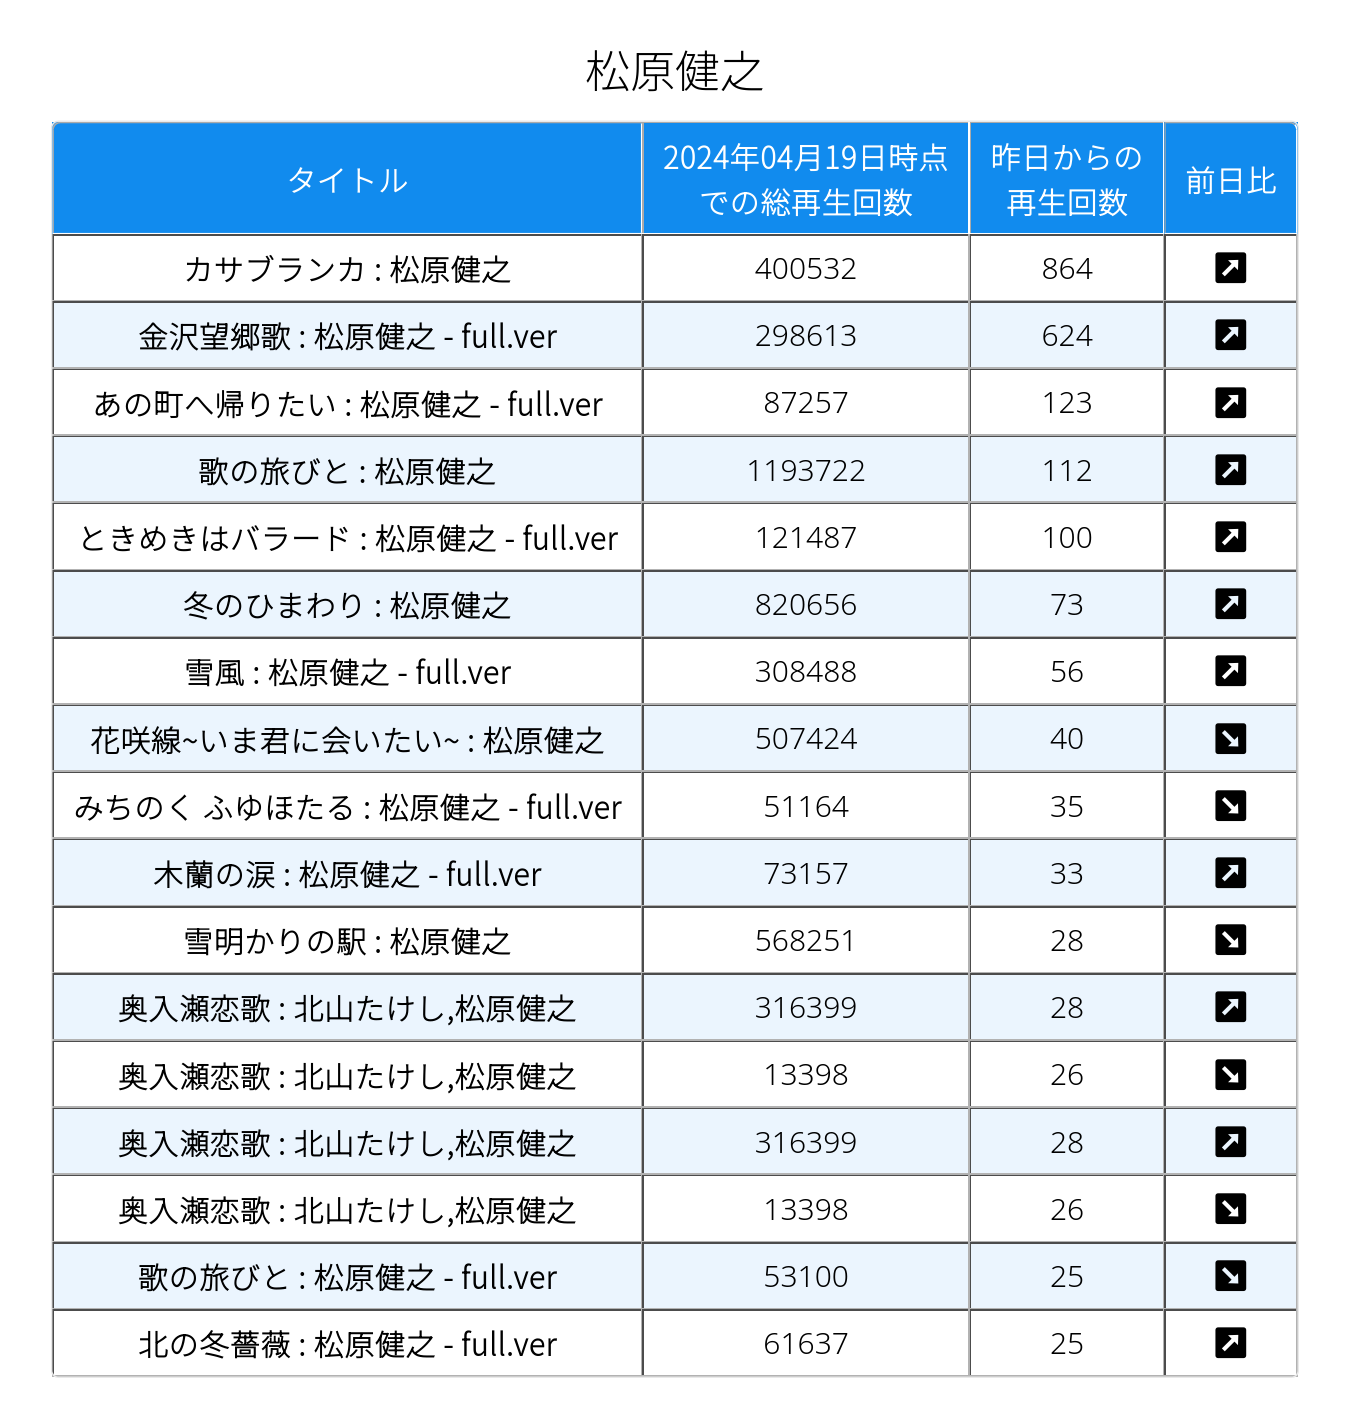 松原健之
タイトル
2024年04月19日時点
での総再生回数
昨日からの
再生回数
前日比
カサブランカ : 松原健之 400532 864
金沢望郷歌 : 松原健之 - full.ver 298613 624
あの町へ帰りたい : 松原健之 - full.ver 87257 123
歌の旅びと : 松原健之 1193722 112
ときめきはバラード : 松原健之 - full.ver 121487 100
冬のひまわり : 松原健之 820656 73
雪風 : 松原健之 - full.ver 308488 56
花咲線~いま君に会いたい~ : 松原健之 507424 40
みちのく ふゆほたる : 松原健之 - full.ver 51164 35
木蘭の涙 : 松原健之 - full.ver 73157 33
雪明かりの駅 : 松原健之 568251 28
奥入瀬恋歌 : 北山たけし,松原健之 316399 28
奥入瀬恋歌 : 北山たけし,松原健之 13398 26
奥入瀬恋歌 : 北山たけし,松原健之 316399 28
奥入瀬恋歌 : 北山たけし,松原健之 13398 26
歌の旅びと : 松原健之 - full.ver 53100 25
北の冬薔薇 : 松原健之 - full.ver 61637 25